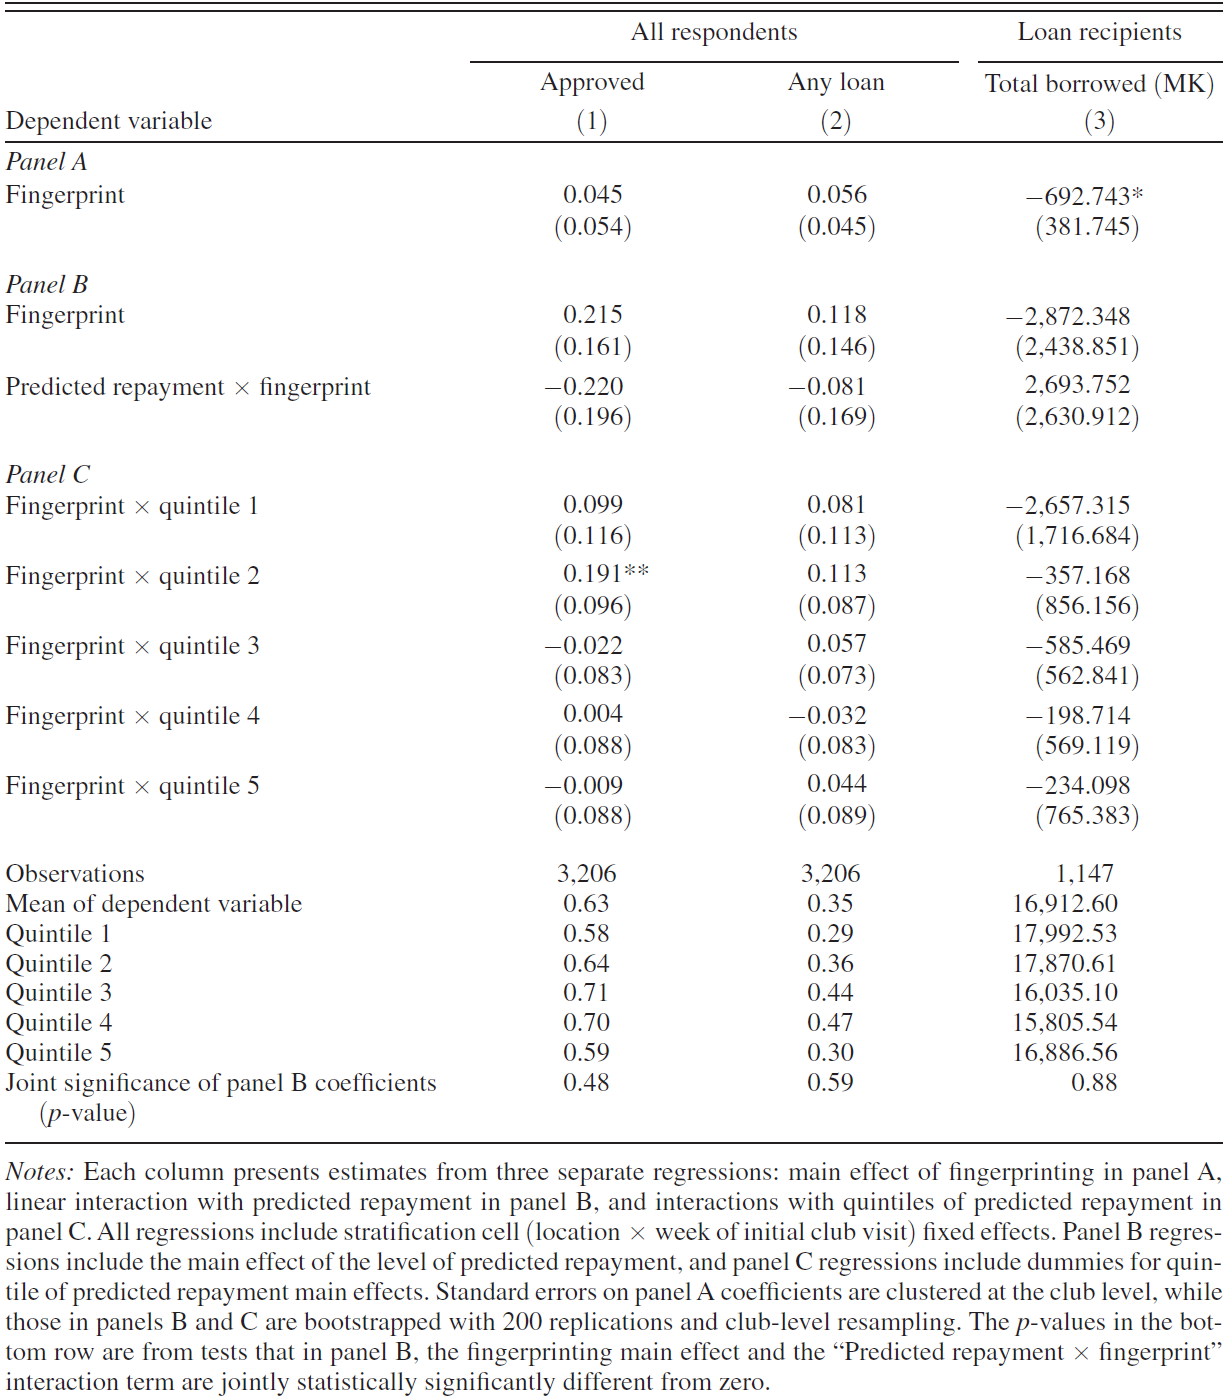 All respondents Loan recipients
Approved Any loan Total borrowed (MK)
Dependent variable (1) (2) (3)
Panel A
Fingerprint 0.045 0.056 −692.743*
(0.054) (0.045) (381.745)
Panel B
Fingerprint 0.215 0.118 −2,872.348
(0.161) (0.146) (2,438.851)
Predicted repayment × fingerprint −0.220 −0.081 2,693.752
(0.196) (0.169) (2,630.912)
Panel C
Fingerprint × quintile 1 0.099 0.081 −2,657.315
(0.116) (0.113) (1,716.684)
Fingerprint × quintile 2 0.191** 0.113 −357.168
(0.096) (0.087) (856.156)
Fingerprint × quintile 3 −0.022 0.057 −585.469
(0.083) (0.073) (562.841)
Fingerprint × quintile 4 0.004 −0.032 −198.714
(0.088) (0.083) (569.119)
Fingerprint × quintile 5 −0.009 0.044 −234.098
(0.088) (0.089) (765.383)
Observations 3,206 3,206 1,147
Mean of dependent variable 0.63 0.35 16,912.60
Quintile 1 0.58 0.29 17,992.53
Quintile 2 0.64 0.36 17,870.61
Quintile 3 0.71 0.44 16,035.10
Quintile 4 0.70 0.47 15,805.54
Quintile 5 0.59 0.30 16,886.56
Joint significance of panel B coefficients 0.48 0.59 0.88
(p-value)
Notes: Each column presents estimates from three separate regressions: main effect of fingerprinting in panel A,
linear interaction with predicted repayment in panel B, and interactions with quintiles of predicted repayment in
panel C. All regressions include stratification cell (location × week of initial club visit) fixed effects. Panel B regres-
sions include the main effect of the level of predicted repayment, and panel C regressions include dummies for quin-
tile of predicted repayment main effects. Standard errors on panel A coefficients are clustered at the club level, while
those in panels B and C are bootstrapped with 200 replications and club-level resampling. The p-values in the bot-
tom row are from tests that in panel B, the fingerprinting main effect and the “Predicted repayment × fingerprint”
interaction term are jointly statistically significantly different from zero.